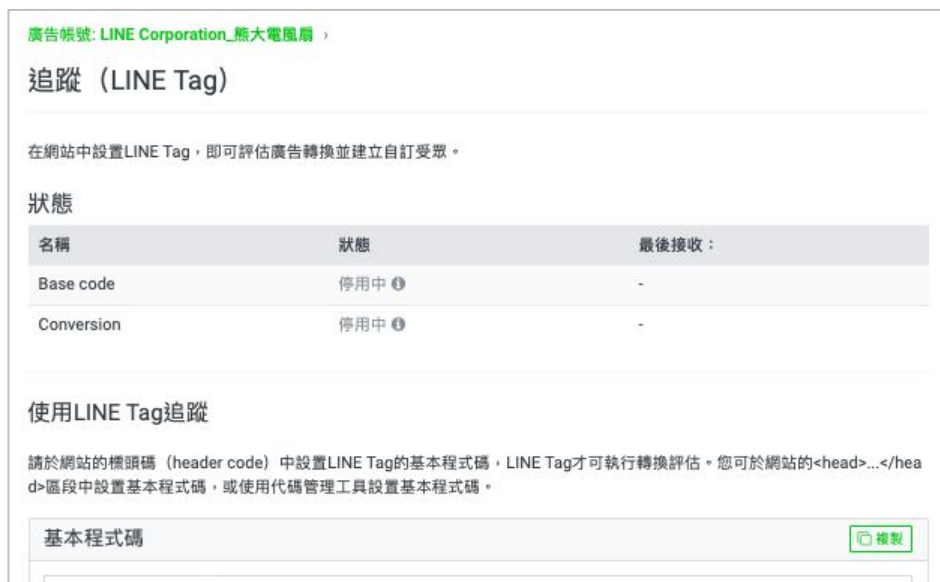 廣告帳號: LINE Corporation_熊大電風扇 ›
追蹤（LINE Tag）
在網站中設置LINE Tag，即可評估廣告轉換並建立自訂受眾。
狀態
名稱 狀態 最後接收：
Base code 停用中 -
Conversion 停用中 -
使用LINE Tag追蹤
請於網站的標頭碼（header code）中設置LINE Tag的基本程式碼，LINE Tag才可執行轉換評估。您可於網站的<head>...</hea
d>區段中設置基本程式碼，或使用代碼管理工具設置基本程式碼。
基本程式碼 複製